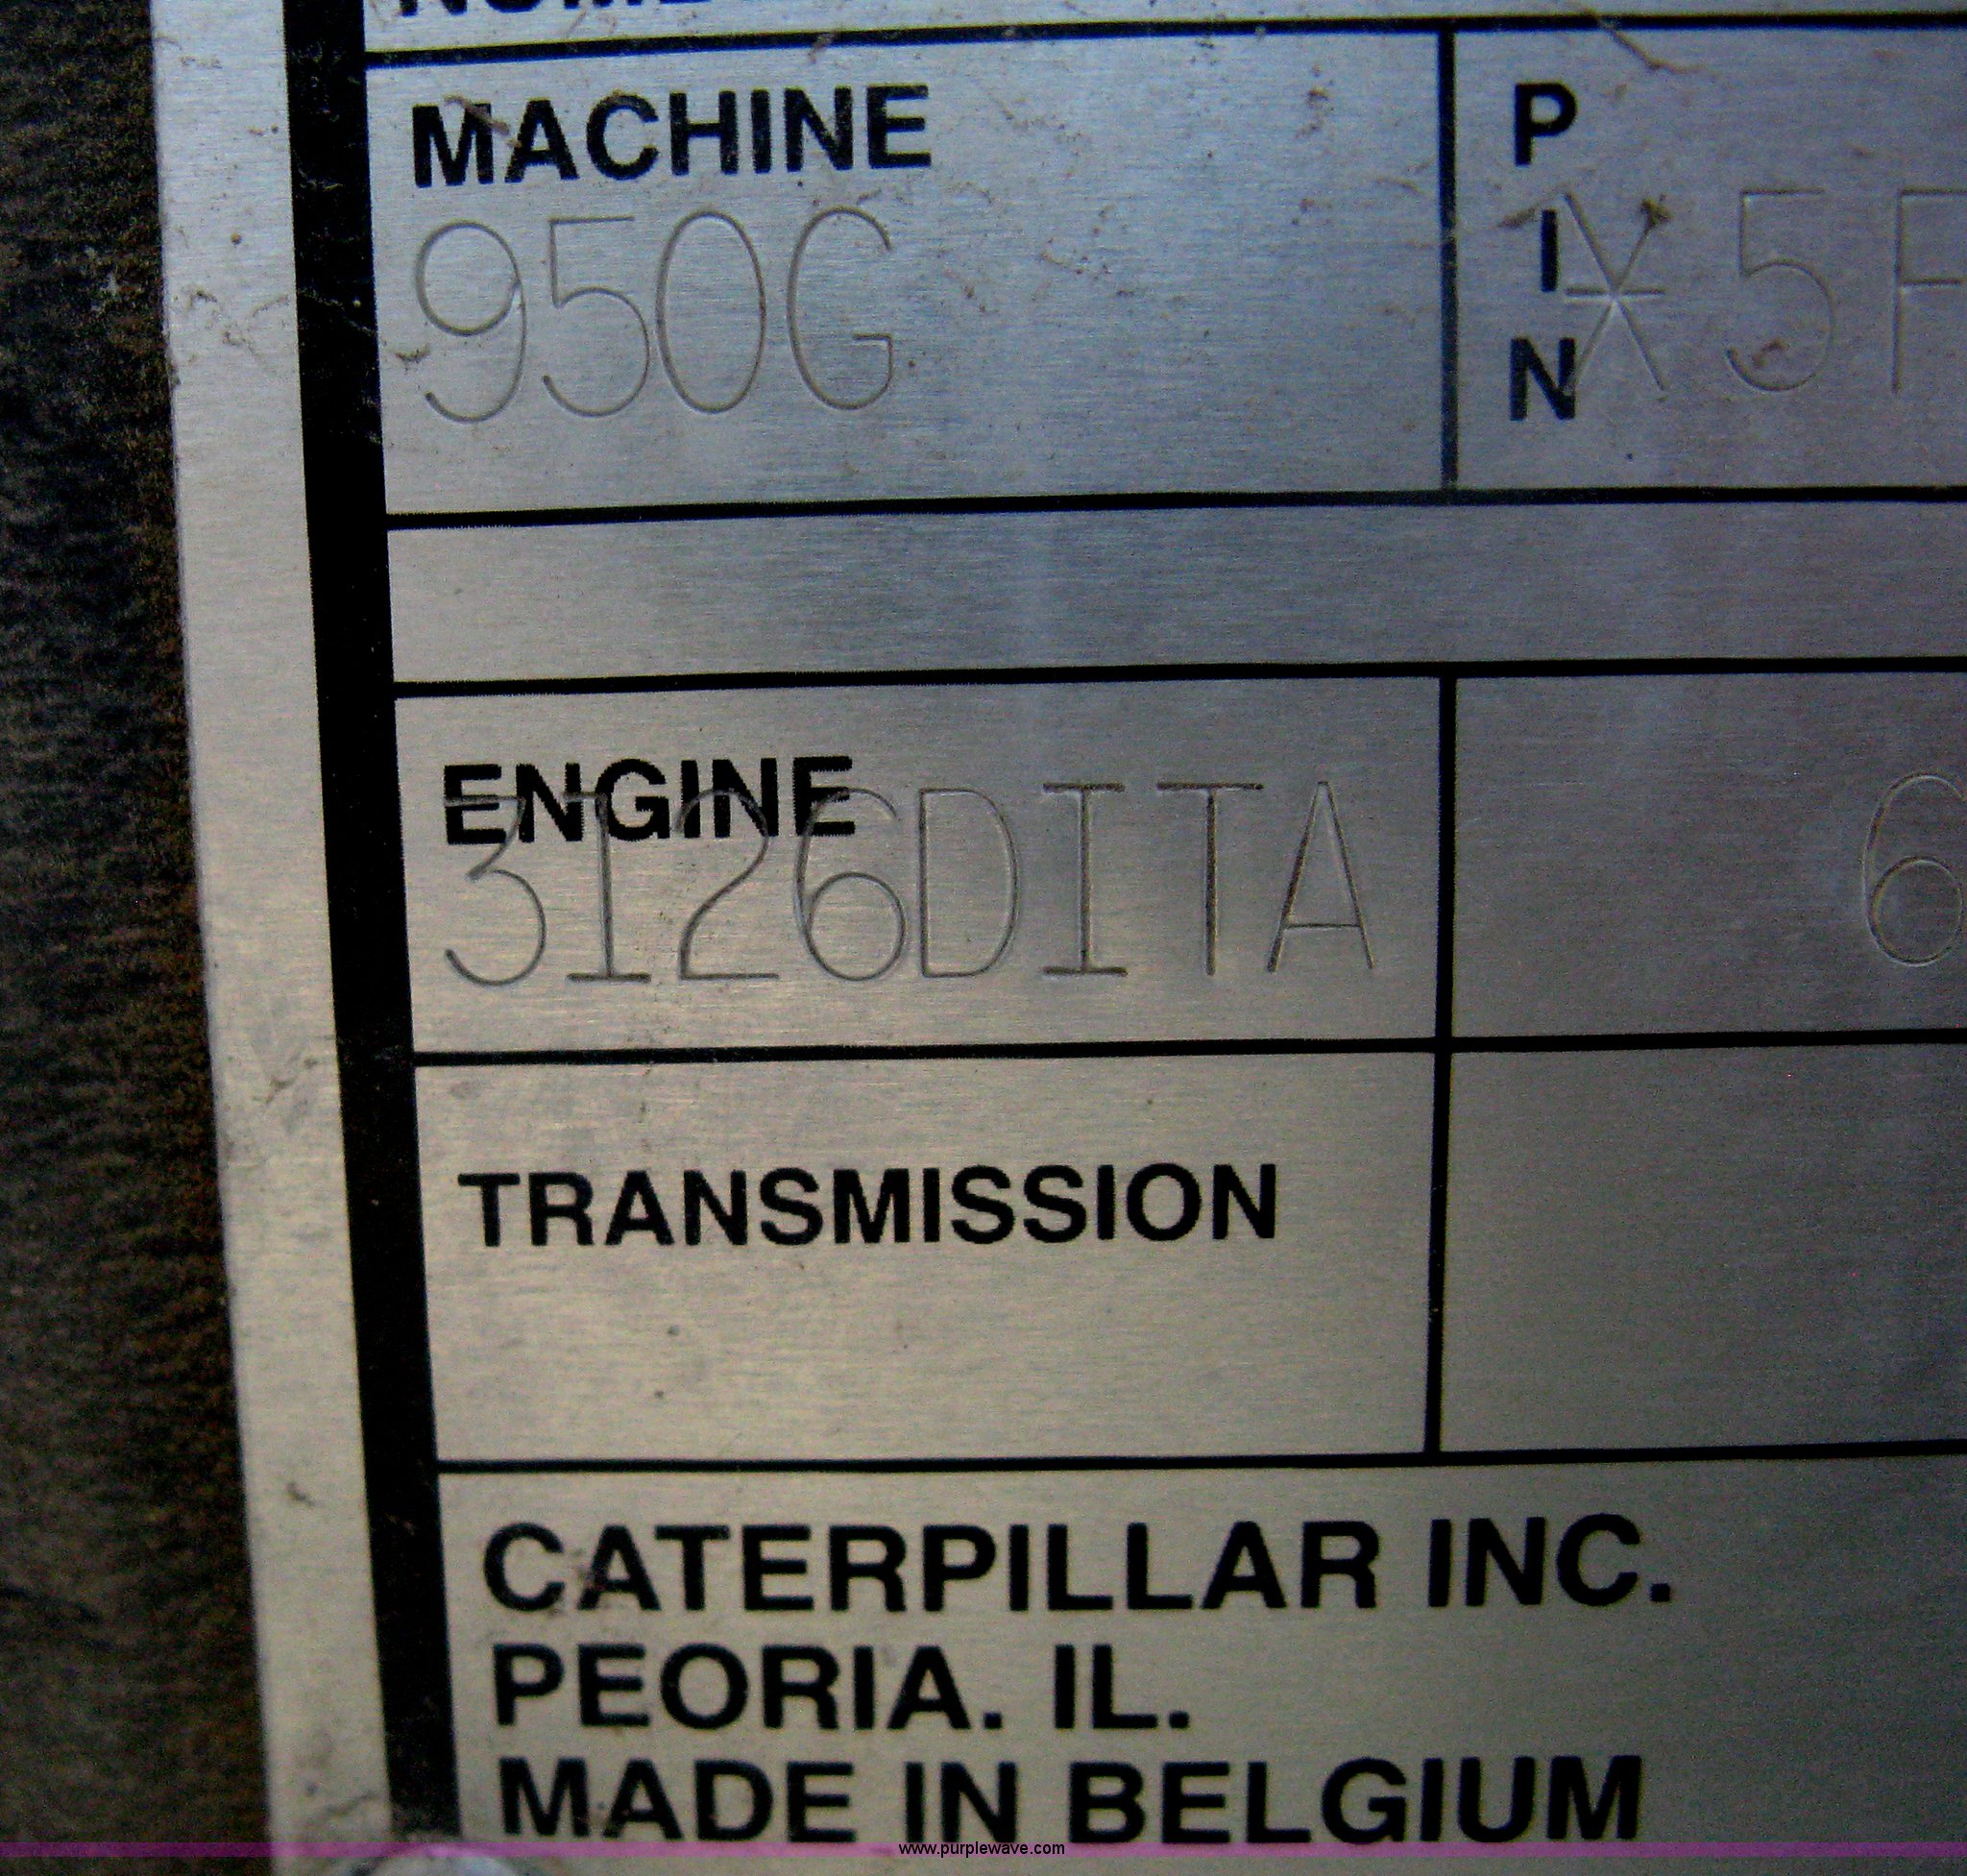 MACHINE
950G
P
I
N
*5F
ENGINE
3126DITA
6
TRANSMISSION
CATERPILLAR INC.
PEORIA. IL.
MADE IN BELGIUM
www.purplewave.com